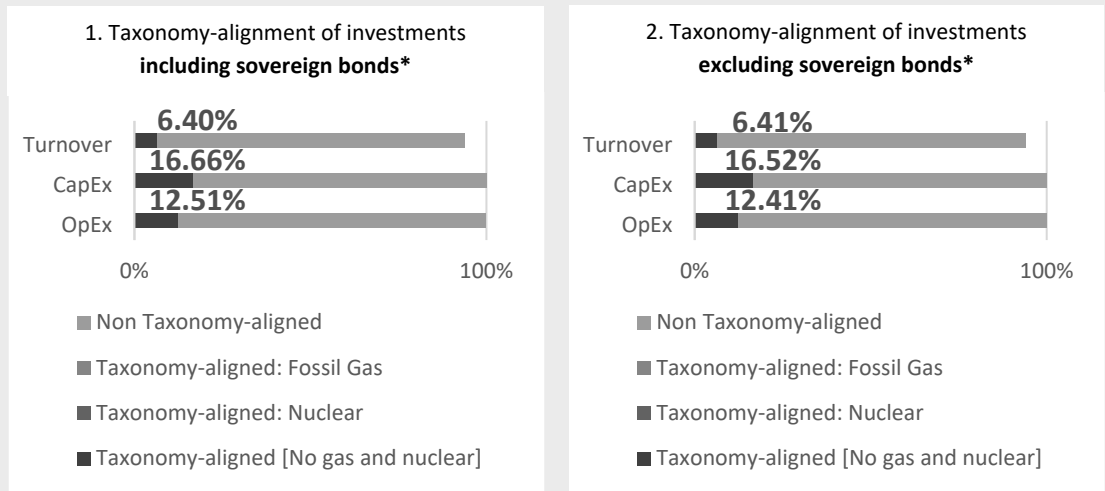 1. Taxonomy-alignment of investments
including sovereign bonds*
6.40%
Turnover
16.66%
CapEx
12.51%
OpEx
0%
100%
Non Taxonomy-aligned
Taxonomy-aligned: Fossil Gas
Taxonomy-aligned: Nuclear
Taxonomy-aligned [No gas and nuclear]
2. Taxonomy-alignment of investments
excluding sovereign bonds*
6.41%
Turnover
16.52%
CapEx
12.41%
OpEx
0%
100%
Non Taxonomy-aligned
Taxonomy-aligned: Fossil Gas
Taxonomy-aligned: Nuclear
Taxonomy-aligned [No gas and nuclear]